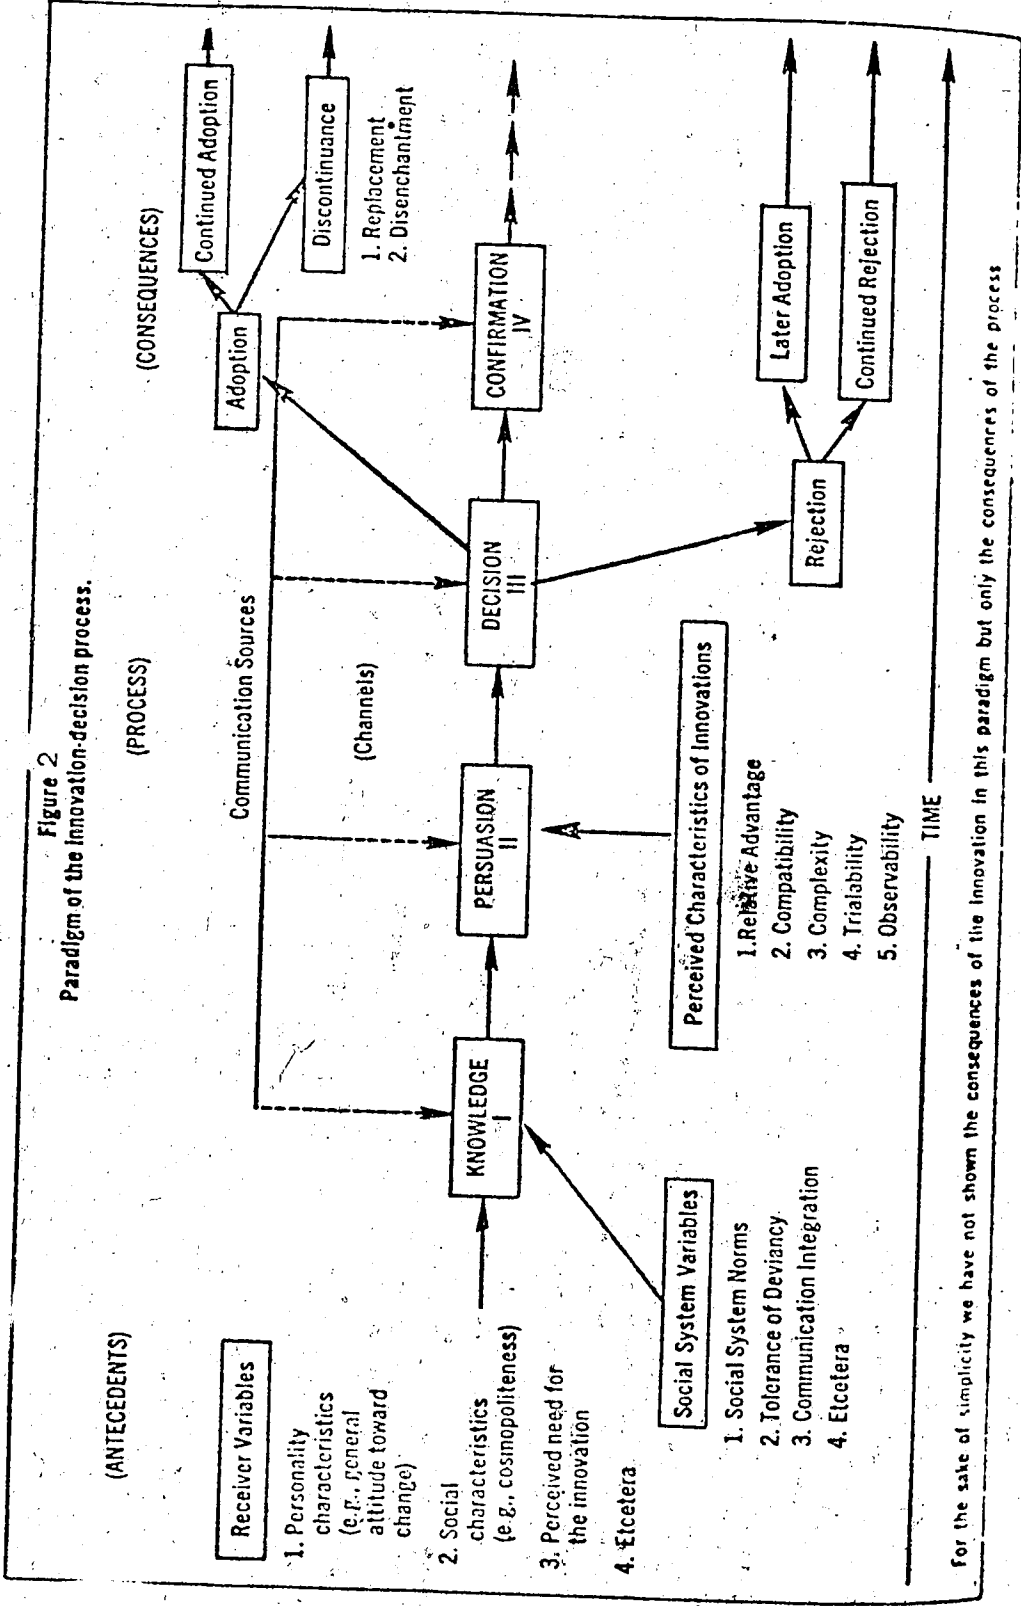 Figure 2
Paradigm of the innovation-decision process.
(ANTECEDENTS)
(PROCESS)
(CONSEQUENCES)
Receiver Variables
1. Personality
characteristics
(e.g., general
attitude toward
change)
2. Social
characteristics
(e.g., cosmopoliteness)
3. Perceived need for
the innovation
4. Etcetera
Social System Variables
1. Social System Norms
2. Tolerance of Deviancy
3. Communication Integration
4. Etcetera
Communication Sources
(Channels)
KNOWLEDGE
I
PERSUASION
II
DECISION
III
CONFIRMATION
IV
Perceived Characteristics of Innovations
1. Relative Advantage
2. Compatibility
3. Complexity
4. Trialability
5. Observability
Adoption
Continued Adoption
Discontinuance
1. Replacement
2. Disenchantment
Rejection
Later Adoption
Continued Rejection
TIME
For the sake of simplicity we have not shown the consequences of the innovation in this paradigm but only the consequences of the process